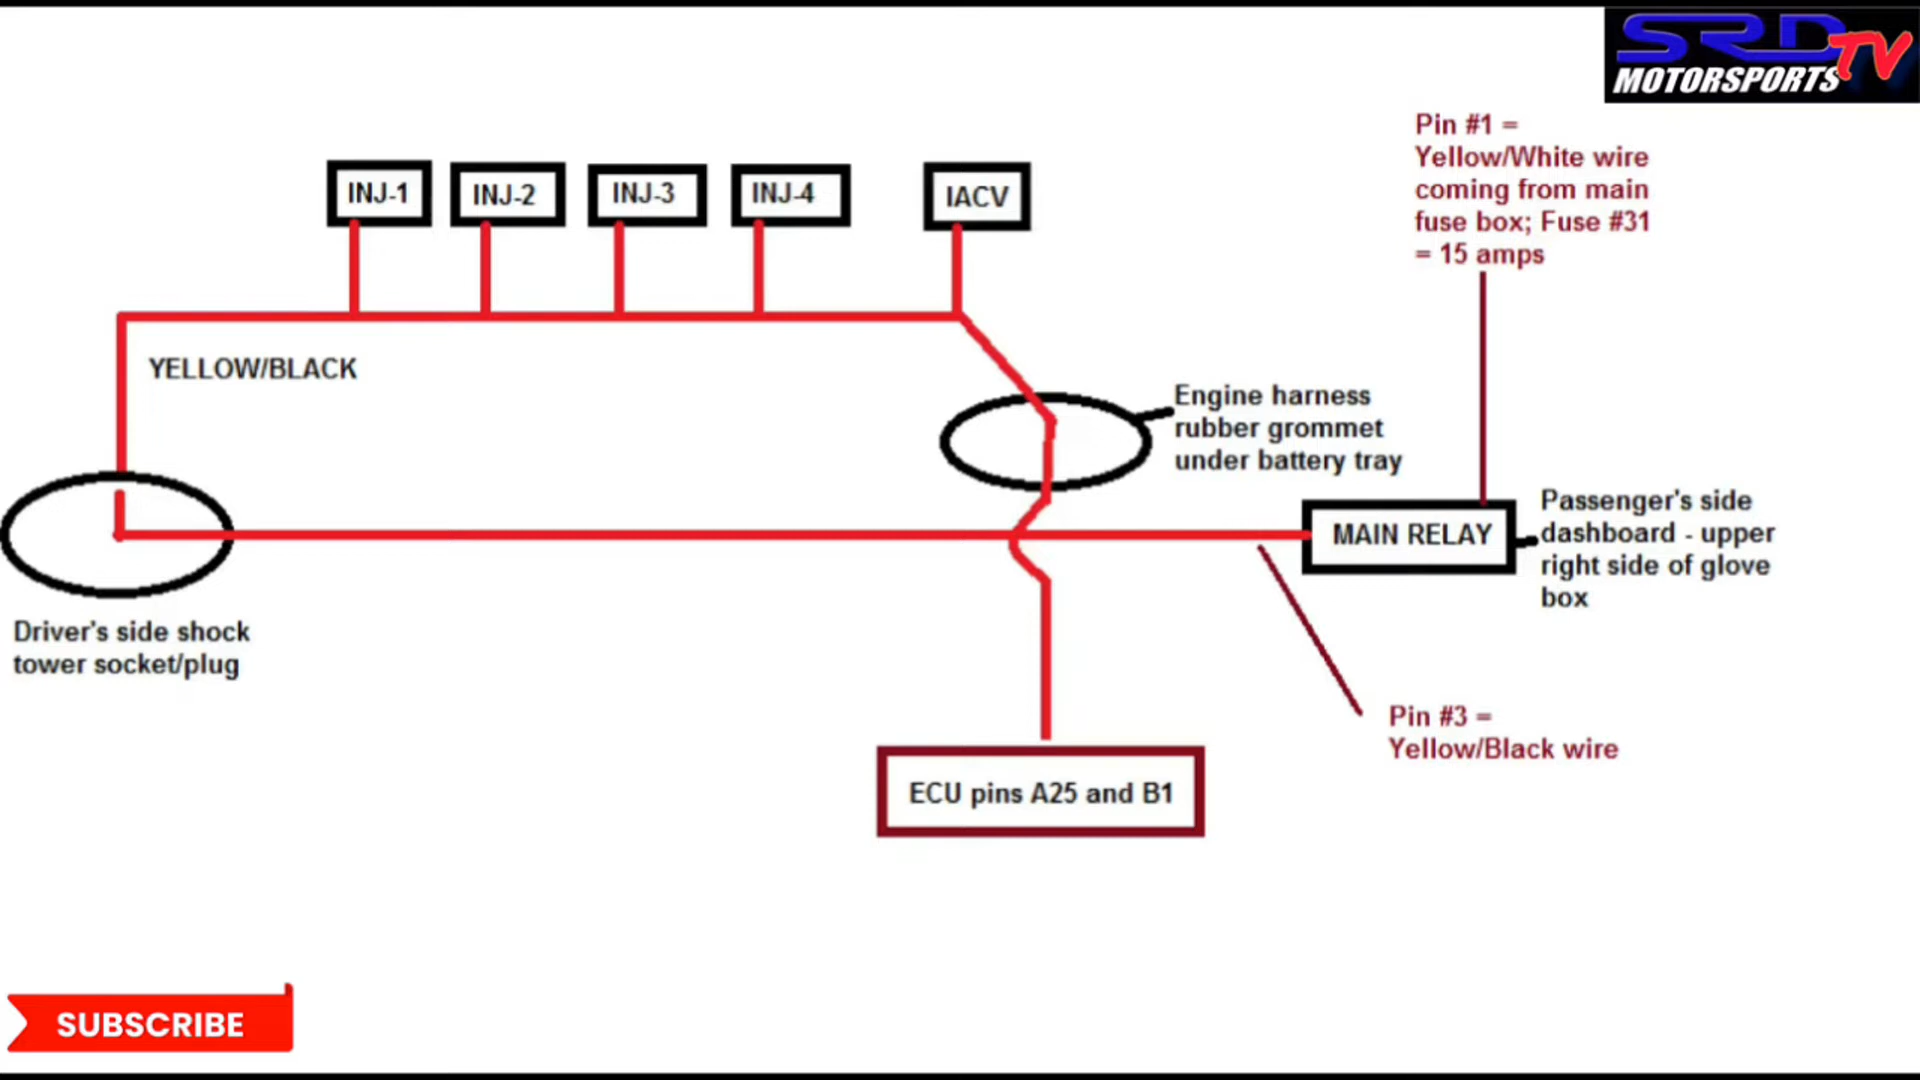 SRD TV
MOTORSPORTS
Pin #1 =
Yellow/White wire
coming from main
fuse box; Fuse #31
= 15 amps
INJ-1
INJ-2
INJ-3
INJ-4
IACV
YELLOW/BLACK
Engine harness
rubber grommet
under battery tray
MAIN RELAY
Passenger's side
dashboard - upper
right side of glove
box
Driver's side shock
tower socket/plug
Pin #3 =
Yellow/Black wire
ECU pins A25 and B1
SUBSCRIBE